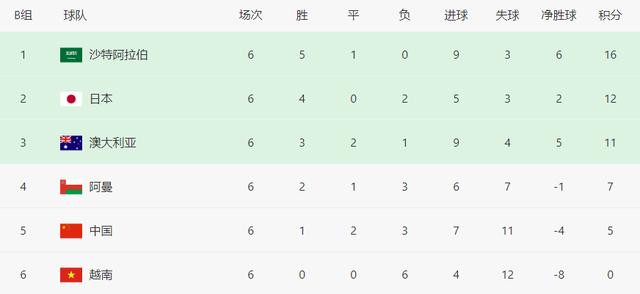 B组 球队 场次 胜 平 负 进球 失球 净胜球 积分
1 沙特阿拉伯 6 5 1 0 9 3 6 16
2 日本 6 4 0 2 5 3 2 12
3 澳大利亚 6 3 2 1 9 4 5 11
4 阿曼 6 2 1 3 6 7 -1 7
5 中国 6 1 2 3 7 11 -4 5
6 越南 6 0 0 6 4 12 -8 0